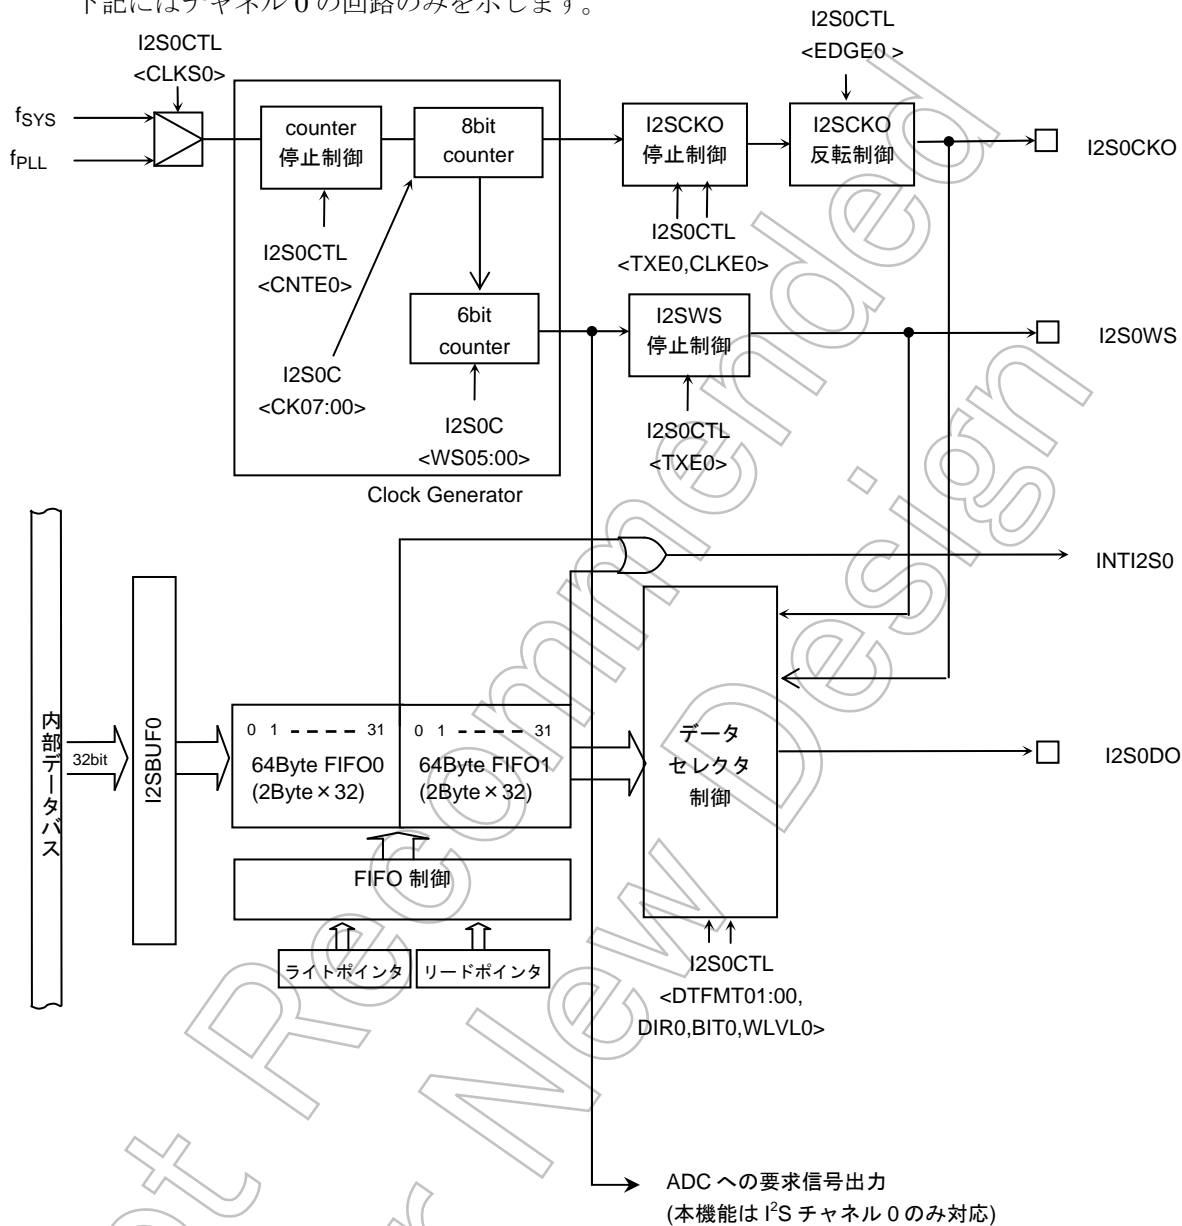 下記にはチャネル 0 の回路のみを示します。
I2S0CTL
<CLKS0>
I2S0CTL
<EDGE0 >
fSYS
fPLL
counter
停止制御
8bit
counter
I2SCKO
停止制御
I2SCKO
反転制御
I2S0CKO
I2S0CTL
<CNTE0>
I2S0CTL
<TXE0,CLKE0>
6bit
counter
I2SWS
停止制御
I2S0WS
I2S0C
<CK07:00>
I2S0C
<WS05:00>
I2S0CTL
<TXE0>
Clock Generator
INTI2S0
内部データバス
32bit
I2SBUF0
0 1 ----- 31
64Byte FIFO0
(2Byte×32)
0 1 ----- 31
64Byte FIFO1
(2Byte×32)
データ
セレクタ
制御
I2S0DO
FIFO 制御
ライトポインタ
リードポインタ
I2S0CTL
<DTFMT01:00,
DIR0,BIT0,WLVL0>
ADC への要求信号出力
(本機能は I²S チャネル 0 のみ対応)
Not Recommended
for New Design